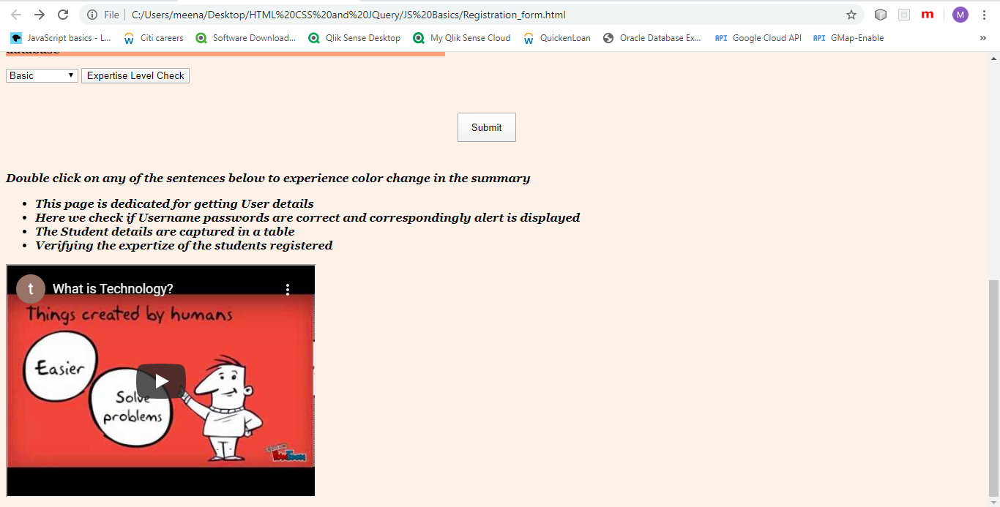 File | C:/Users/meena/Desktop/HTML%20CSS%20and%20JQuery/JS%20Basics/Registration_form.html
M
JavaScript basics - L... Citi careers Software Download... Qlik Sense Desktop My Qlik Sense Cloud QuickenLoan Oracle Database Ex... API Google Cloud API API GMap-Enable »
database
Basic Expertise Level Check
Submit
Double click on any of the sentences below to experience color change in the summary
• This page is dedicated for getting User details
• Here we check if Username passwords are correct and correspondingly alert is displayed
• The Student details are captured in a table
• Verifying the expertize of the students registered
t What is Technology?
Things created by humans
Easier
Solve
problems
PowToon